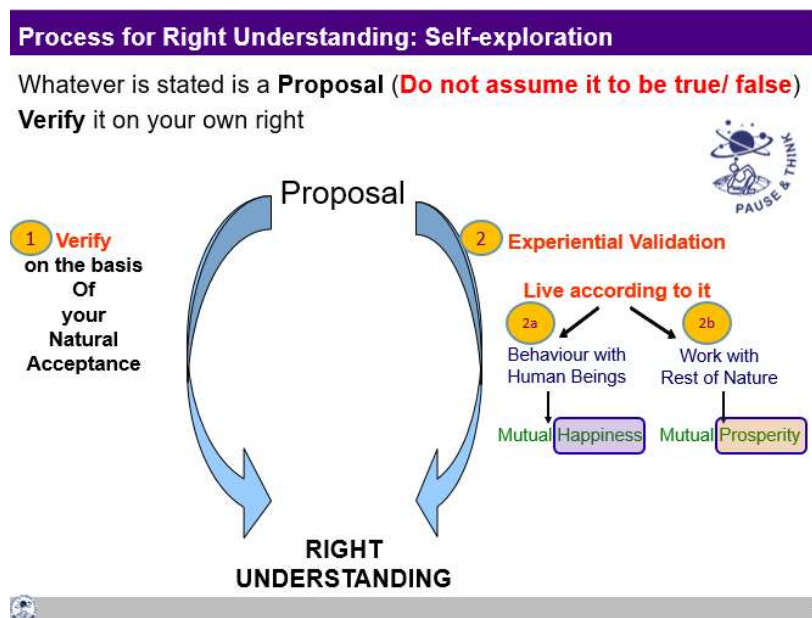 Process for Right Understanding: Self-exploration
Whatever is stated is a Proposal (Do not assume it to be true/ false)
Verify it on your own right
PAUSE & THINK
Proposal
1 Verify
on the basis
Of
your
Natural
Acceptance
2 Experiential Validation
Live according to it
2a
Behaviour with
Human Beings
Mutual Happiness
2b
Work with
Rest of Nature
Mutual Prosperity
RIGHT
UNDERSTANDING